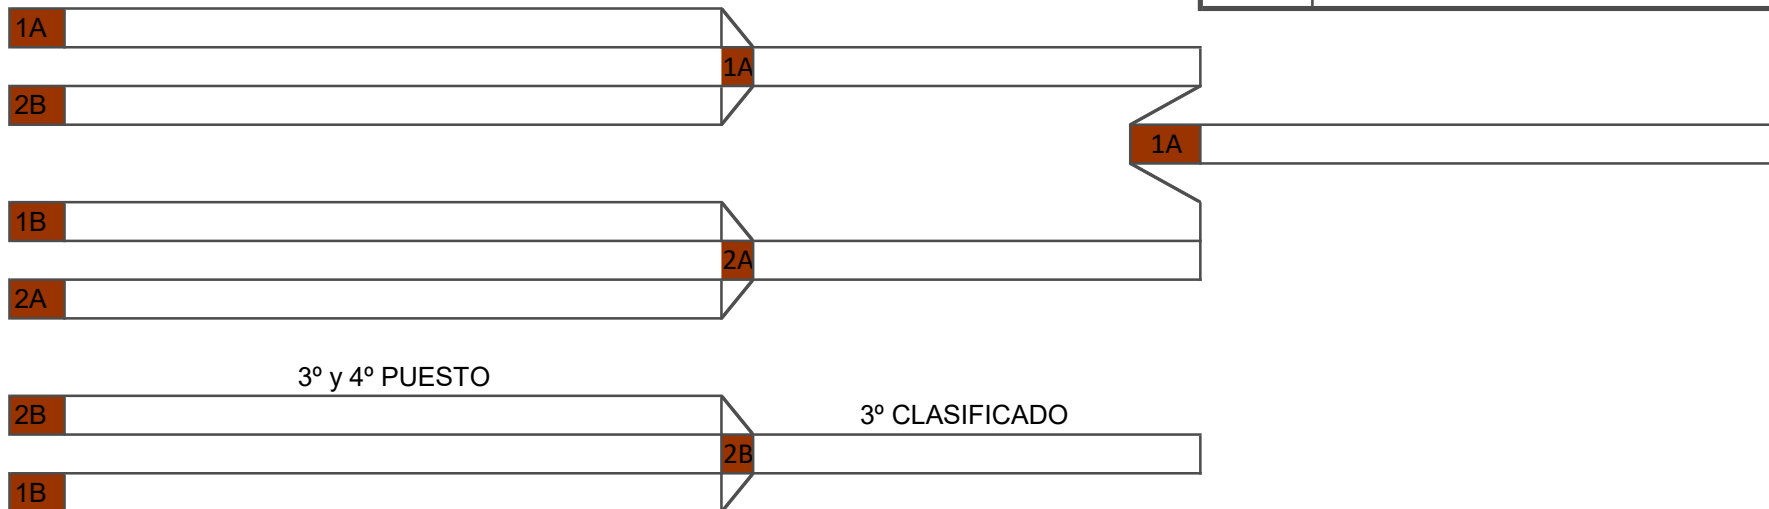 1A
1A
2B
1A
1B
2A
2A
3º y 4º PUESTO
2B
3º CLASIFICADO
2B
1B